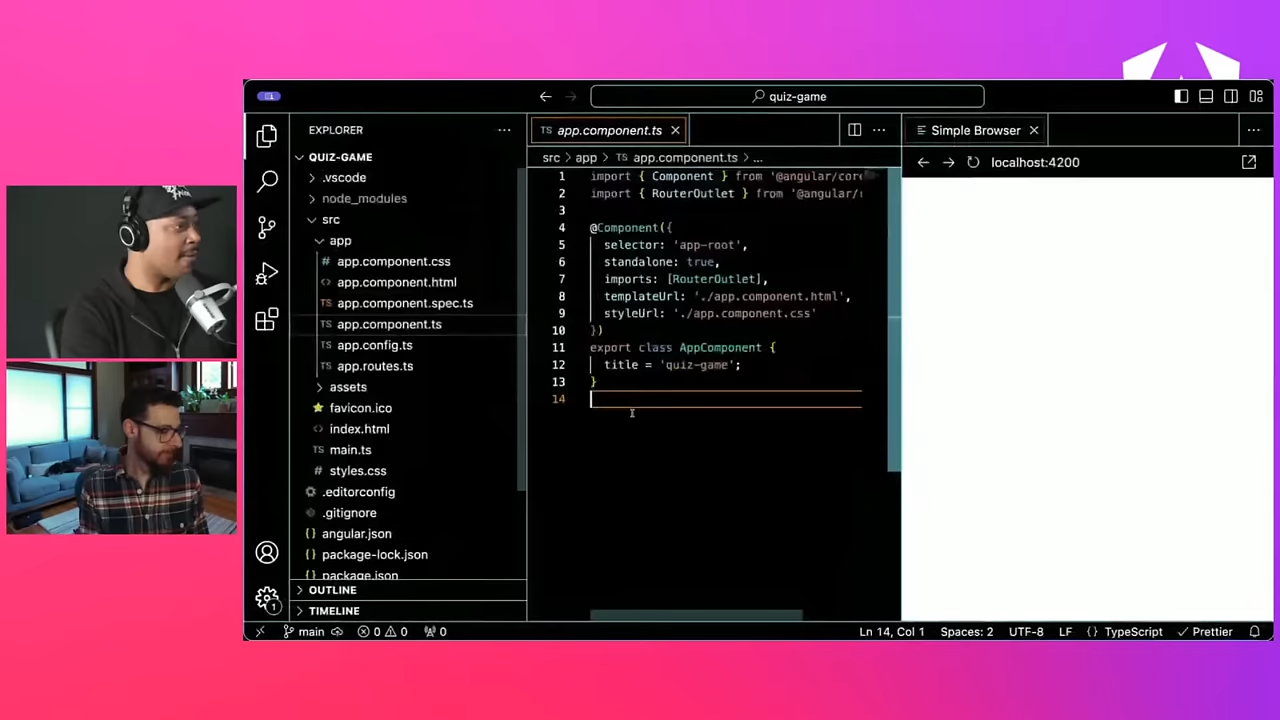 quiz-game
EXPLORER
QUIZ-GAME
.vscode
node_modules
src
app
app.component.css
app.component.html
app.component.spec.ts
app.component.ts
app.config.ts
app.routes.ts
assets
favicon.ico
index.html
main.ts
styles.css
.editorconfig
.gitignore
angular.json
package-lock.json
package.json
OUTLINE
TIMELINE
TS app.component.ts
src > app > TS app.component.ts > ...
1 import { Component } from '@angular/core
2 import { RouterOutlet } from '@angular/r
3
4 @Component({
5 selector: 'app-root',
6 standalone: true,
7 imports: [RouterOutlet],
8 templateUrl: './app.component.html',
9 styleUrl: './app.component.css'
10 })
11 export class AppComponent {
12 title = 'quiz-game';
13 }
14
Simple Browser
localhost:4200
1
main 0 0 0 Ln 14, Col 1 Spaces: 2 UTF-8 LF {} TypeScript Prettier